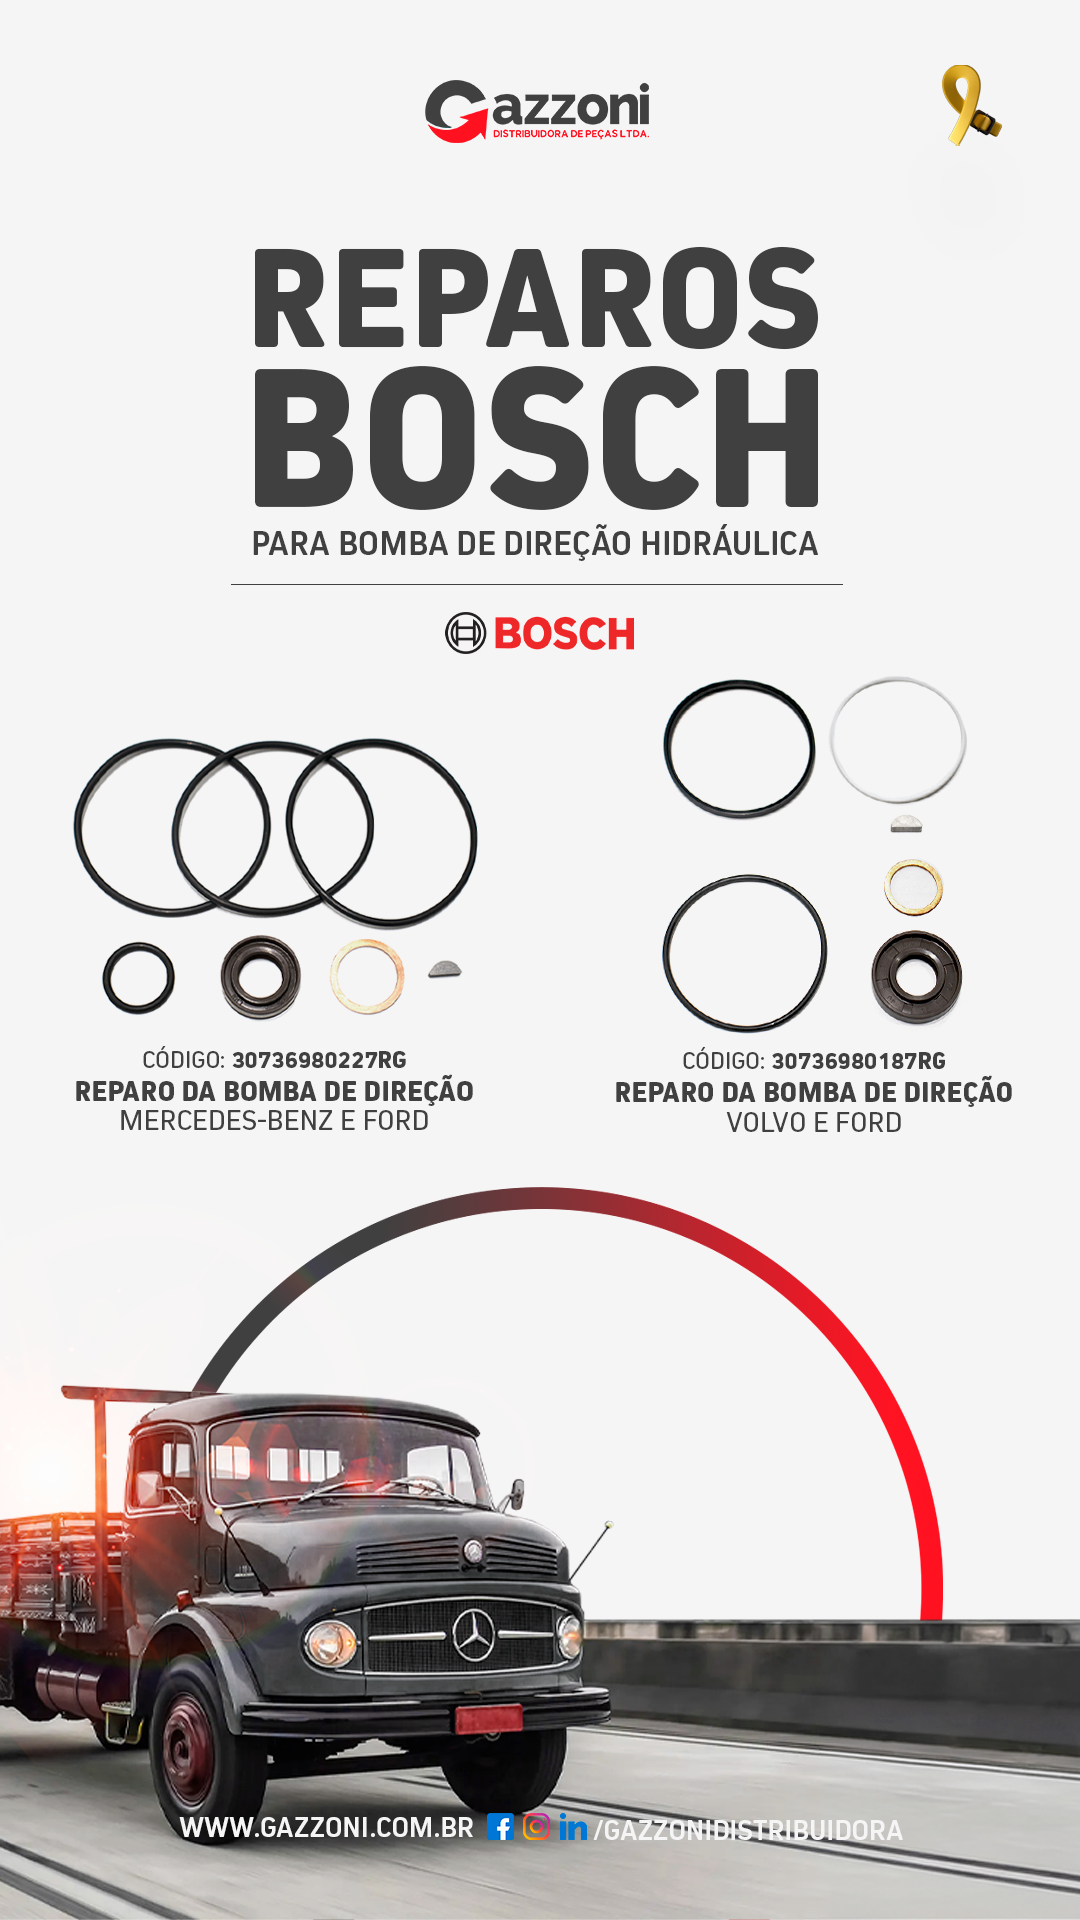 Gazzoni
DISTRIBUIDORA DE PEÇAS LTDA.
REPAROS
BOSCH
PARA BOMBA DE DIREÇÃO HIDRÁULICA
BOSCH
CÓDIGO: 30736980227RG
REPARO DA BOMBA DE DIREÇÃO
MERCEDES-BENZ E FORD
CÓDIGO: 30736980187RG
REPARO DA BOMBA DE DIREÇÃO
VOLVO E FORD
WWW.GAZZONI.COM.BR f in /GAZZONIDISTRIBUIDORA